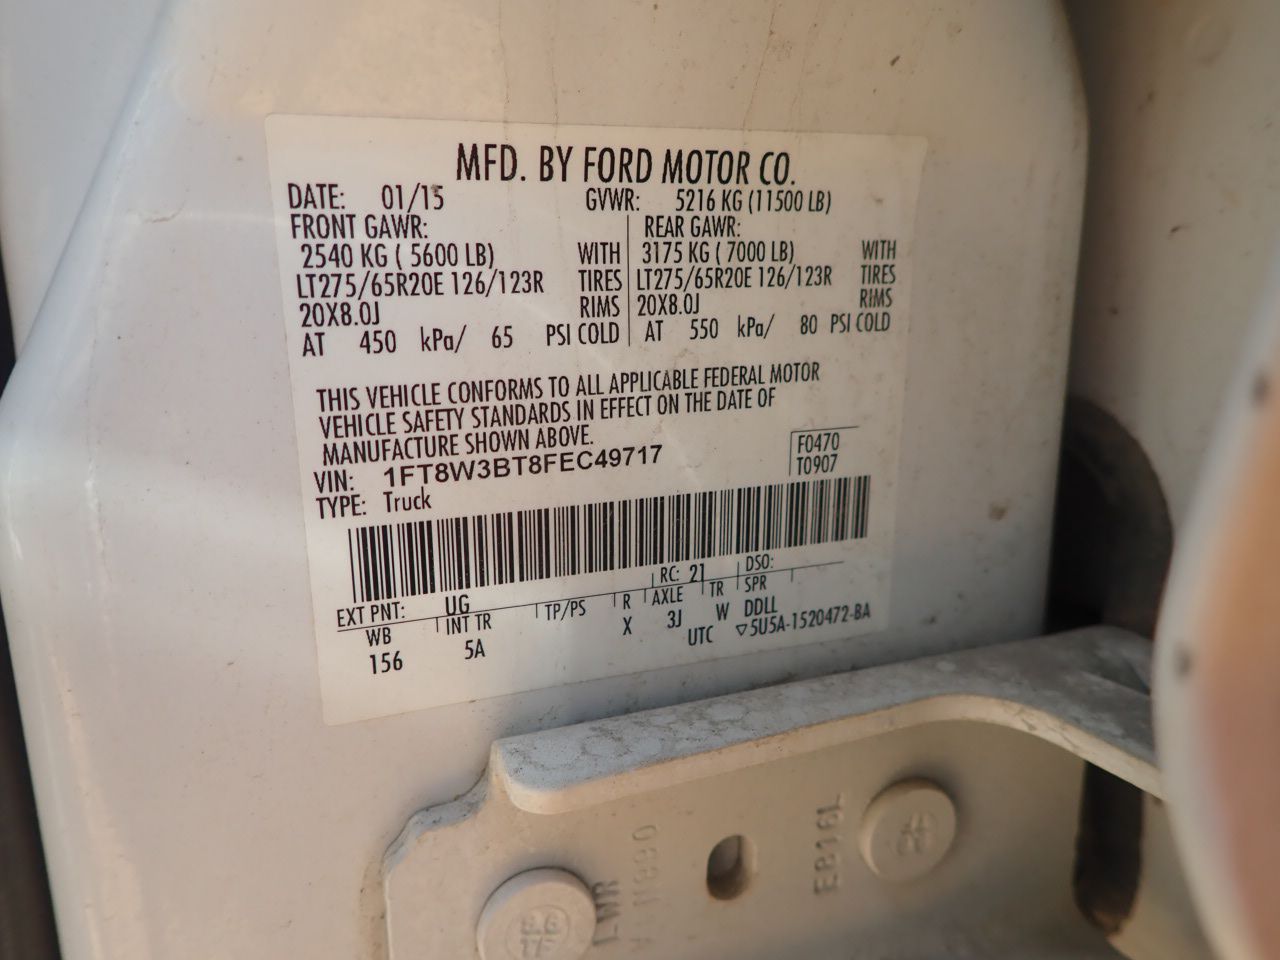 MFD. BY FORD MOTOR CO.
DATE: 01/15 GVWR: 5216 KG (11500 LB)
FRONT GAWR: REAR GAWR:
2540 KG ( 5600 LB) WITH 3175 KG ( 7000 LB) WITH
LT275/65R20E 126/123R TIRES LT275/65R20E 126/123R TIRES
20X8.0J RIMS 20X8.0J RIMS
AT 450 kPa/ 65 PSI COLD AT 550 kPa/ 80 PSI COLD
THIS VEHICLE CONFORMS TO ALL APPLICABLE FEDERAL MOTOR
VEHICLE SAFETY STANDARDS IN EFFECT ON THE DATE OF
MANUFACTURE SHOWN ABOVE.
VIN: 1FT8W3BT8FEC49717 F0470
TYPE: Truck T0907
EXT PNT: UG RC: 21 DSO:
WB INT TR TP/PS R AXLE TR SPR
156 5A X 3J W DDLL
UTC ▽5U5A-1520472-BA
LWR
E816L